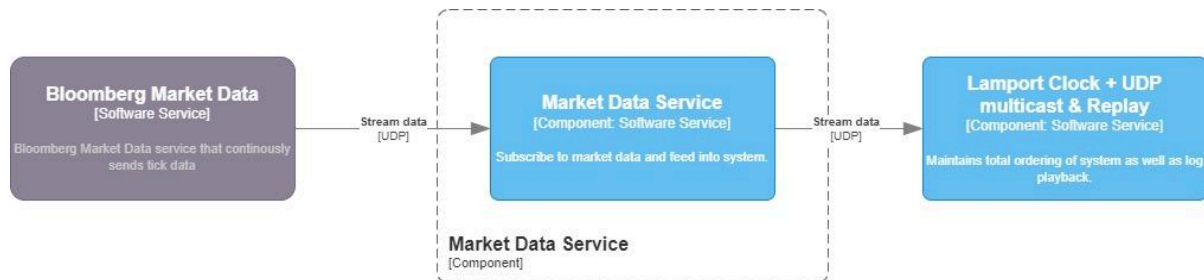 Bloomberg Market Data
[Software Service]
Bloomberg Market Data service that continously
sends tick data
Stream data
[UDP]
Market Data Service
[Component: Software Service]
Subscribe to market data and feed into system.
Market Data Service
[Component]
Stream data
[UDP]
Lamport Clock + UDP
multicast & Replay
[Component: Software Service]
Maintains total ordering of system as well as log
playback.